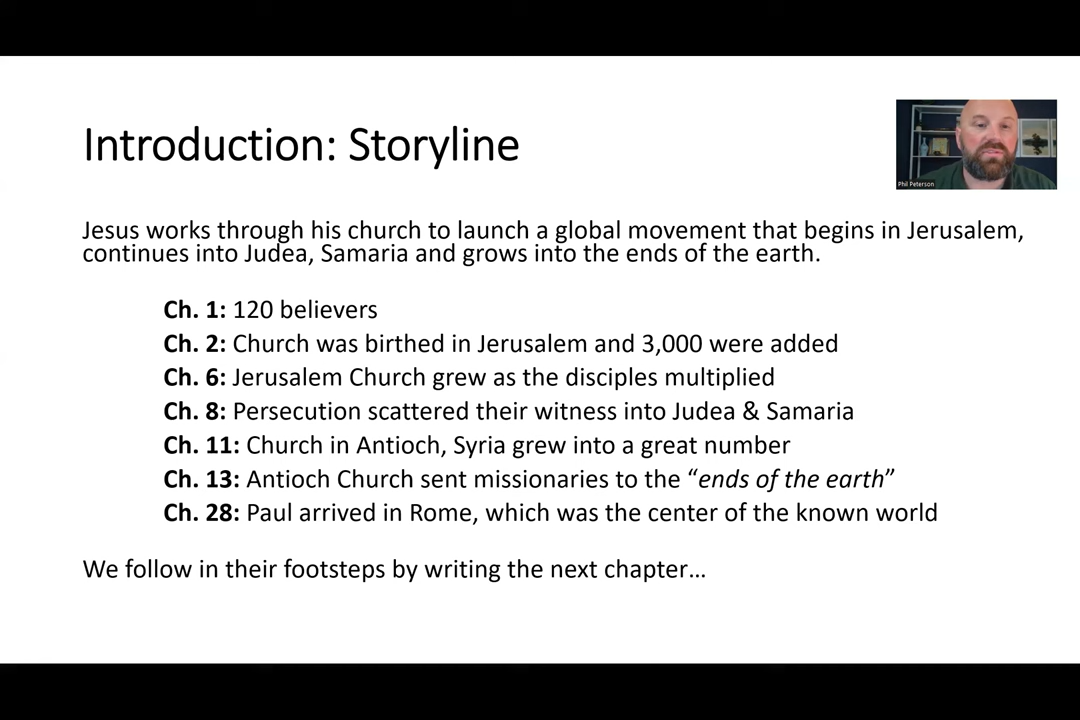 Introduction: Storyline
Phil Peterson
Jesus works through his church to launch a global movement that begins in Jerusalem,
continues into Judea, Samaria and grows into the ends of the earth.
Ch. 1: 120 believers
Ch. 2: Church was birthed in Jerusalem and 3,000 were added
Ch. 6: Jerusalem Church grew as the disciples multiplied
Ch. 8: Persecution scattered their witness into Judea & Samaria
Ch. 11: Church in Antioch, Syria grew into a great number
Ch. 13: Antioch Church sent missionaries to the “ends of the earth”
Ch. 28: Paul arrived in Rome, which was the center of the known world
We follow in their footsteps by writing the next chapter…